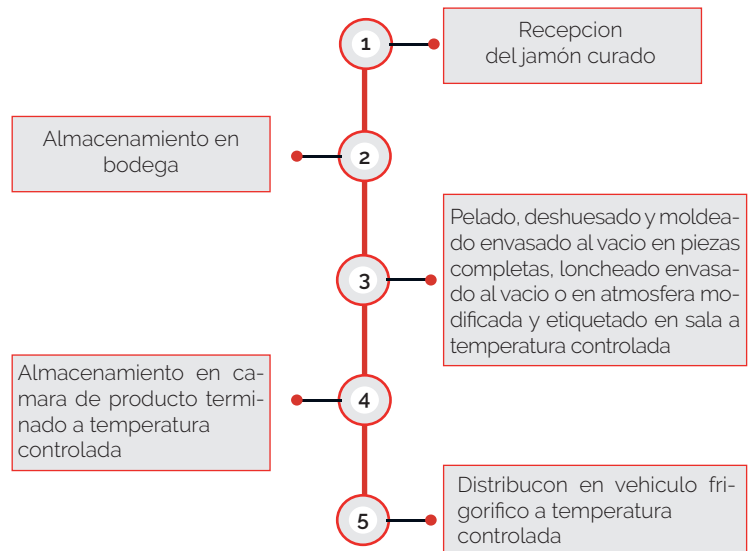 1
Recepcion
del jamón curado
Almacenamiento en
bodega
2
3
Pelado, deshuesado y moldea-
do envasado al vacio en piezas
completas, loncheado envasa-
do al vacio o en atmosfera mo-
dificada y etiquetado en sala a
temperatura controlada
Almacenamiento en ca-
mara de producto termi-
nado a temperatura
controlada
4
5
Distribucon en vehiculo fri-
gorifico a temperatura
controlada